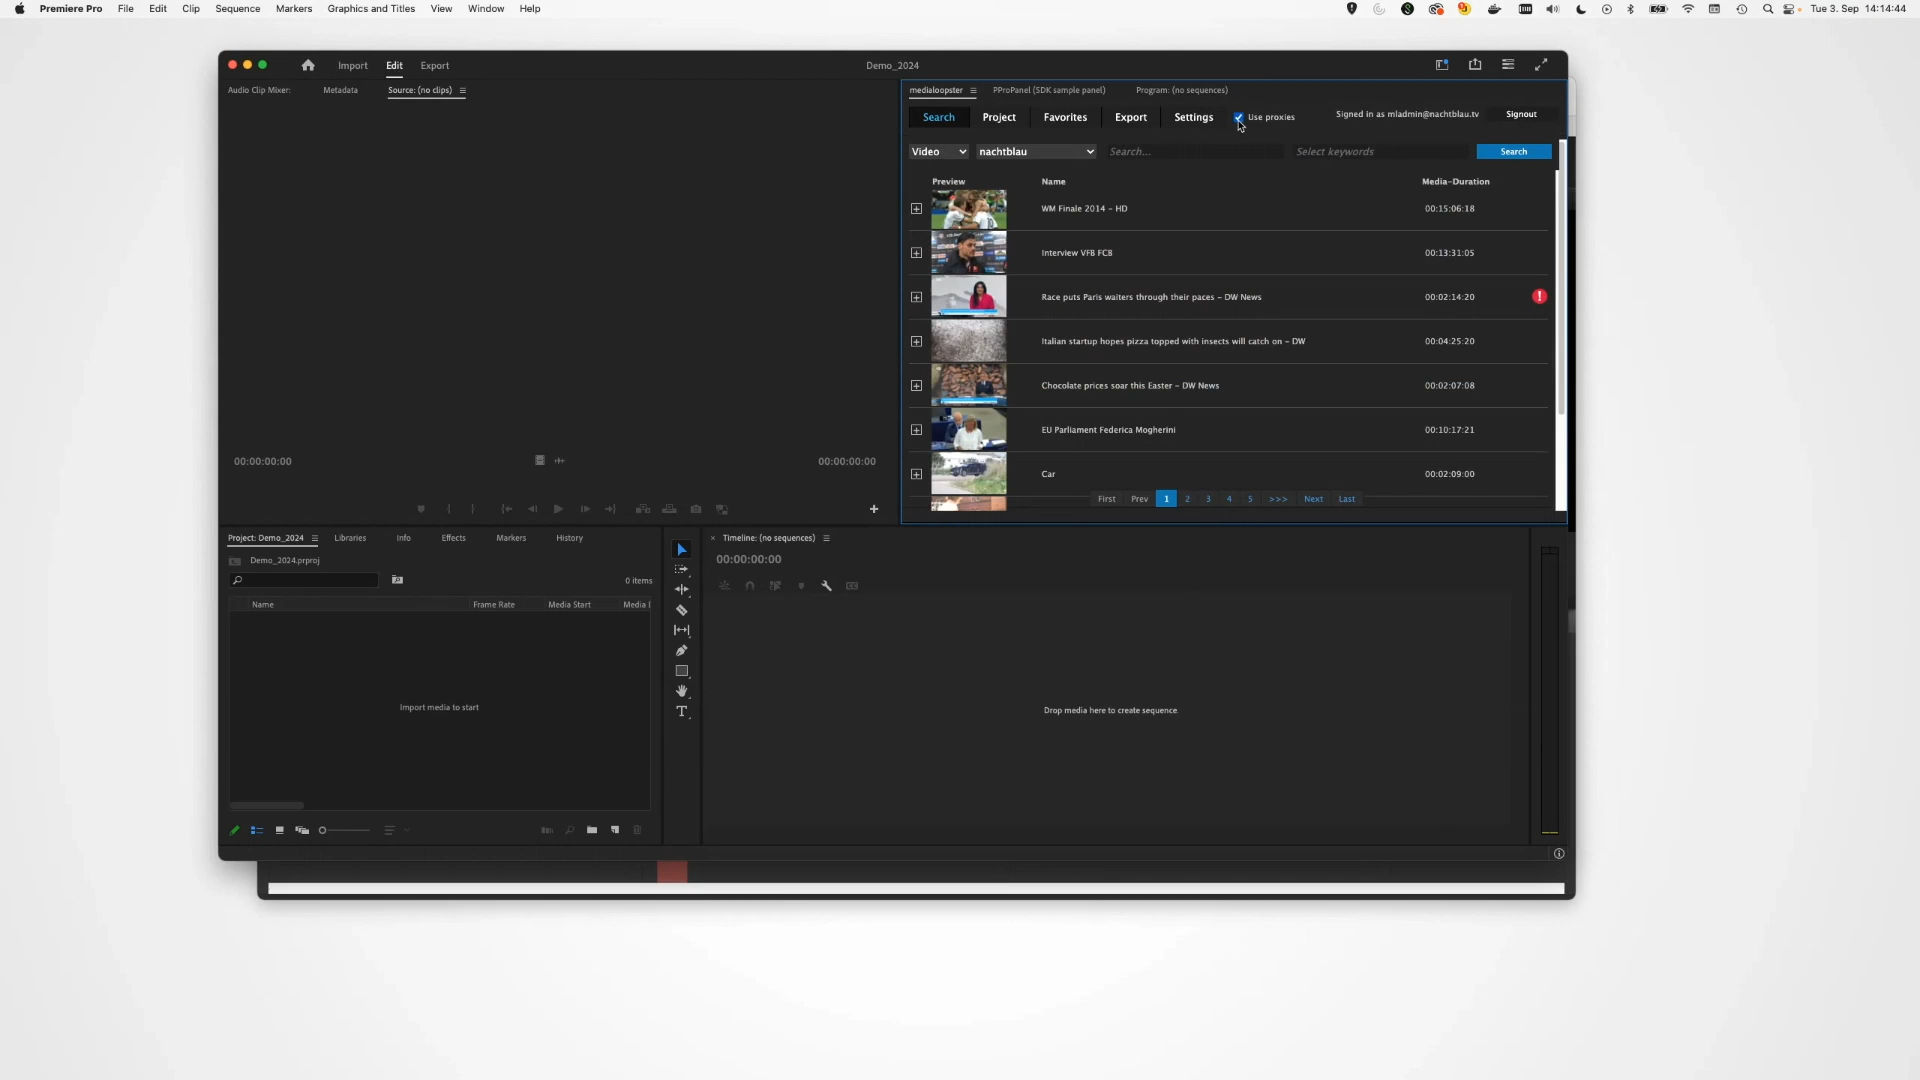 Premiere Pro File Edit Clip Sequence Markers Graphics and Titles View Window Help Tue 3. Sep 14:14:44
Import Edit Export Demo_2024
Audio Clip Mixer: Metadata Source: (no clips)
medialoopster PProPanel (SDK sample panel) Program: (no sequences)
Search Project Favorites Export Settings Use proxies Signed in as mladmin@nachtblau.tv Signout
Video nachtblau Search... Select keywords Search
Preview Name Media-Duration
WM Finale 2014 - HD 00:15:06:18
Interview VFB FCB 00:13:31:05
Race puts Paris waiters through their paces - DW News 00:02:14:20
Italian startup hopes pizza topped with insects will catch on - DW 00:04:25:20
Chocolate prices soar this Easter - DW News 00:02:07:08
EU Parliament Federica Mogherini 00:10:17:21
Car 00:02:09:00
First Prev 1 2 3 4 5 >>> Next Last
00:00:00:00 00:00:00:00
Project: Demo_2024 Libraries Info Effects Markers History
Demo_2024.prproj
0 items
Name Frame Rate Media Start Media
Import media to start
× Timeline: (no sequences)
00:00:00:00
Drop media here to create sequence.